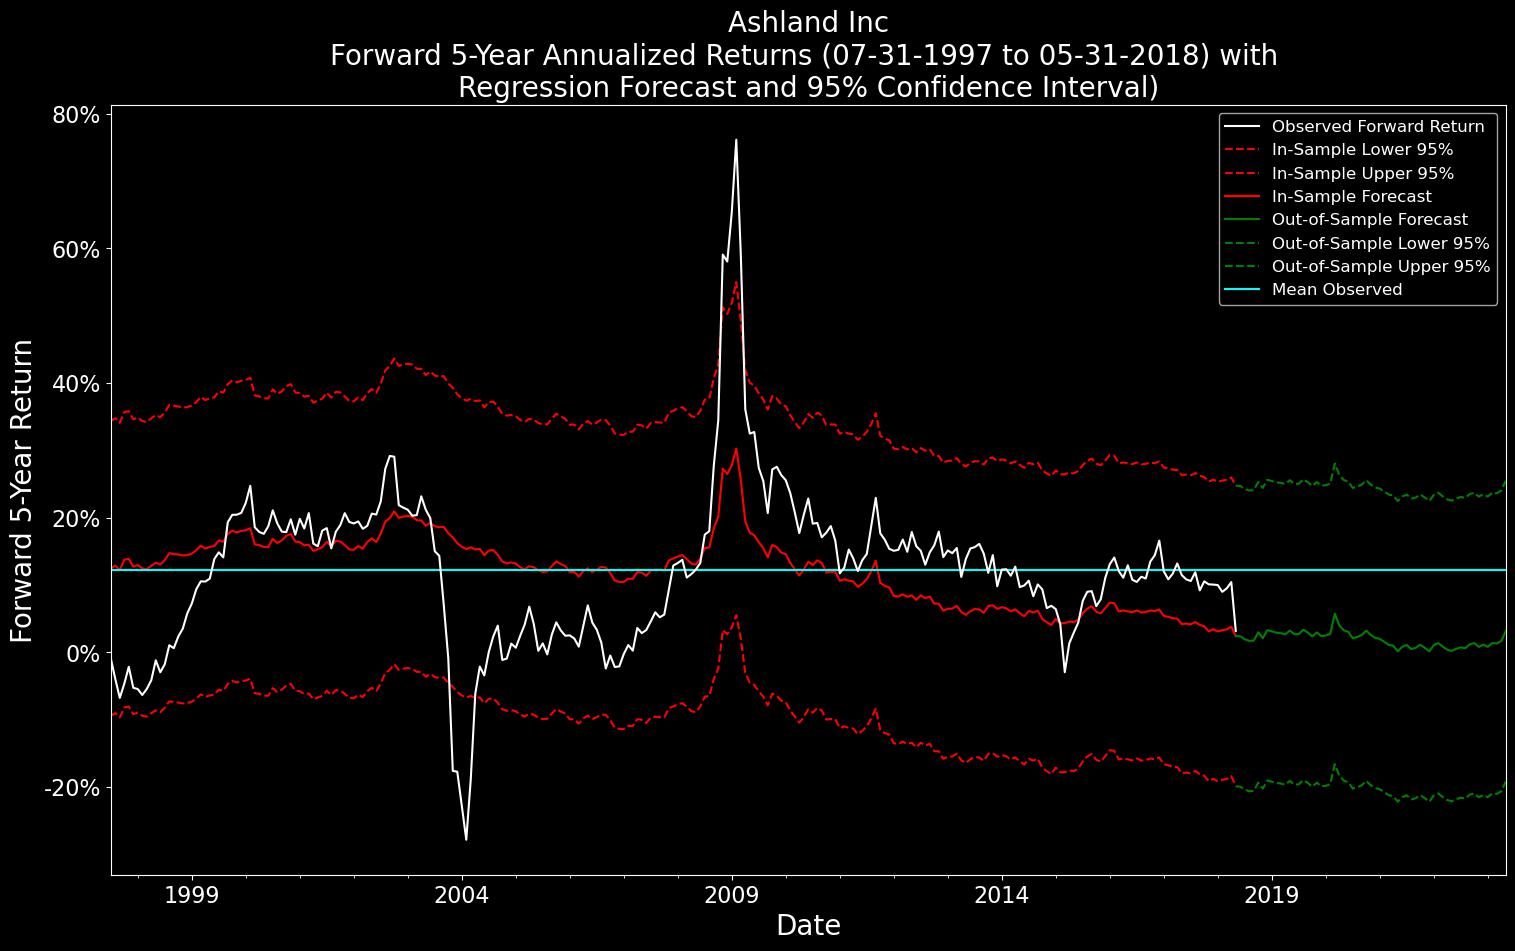 Ashland Inc
Forward 5-Year Annualized Returns (07-31-1997 to 05-31-2018) with
Regression Forecast and 95% Confidence Interval)
80%
60%
40%
20%
0%
-20%
Forward 5-Year Return
Observed Forward Return
In-Sample Lower 95%
In-Sample Upper 95%
In-Sample Forecast
Out-of-Sample Forecast
Out-of-Sample Lower 95%
Out-of-Sample Upper 95%
Mean Observed
1999 2004 2009 2014 2019
Date